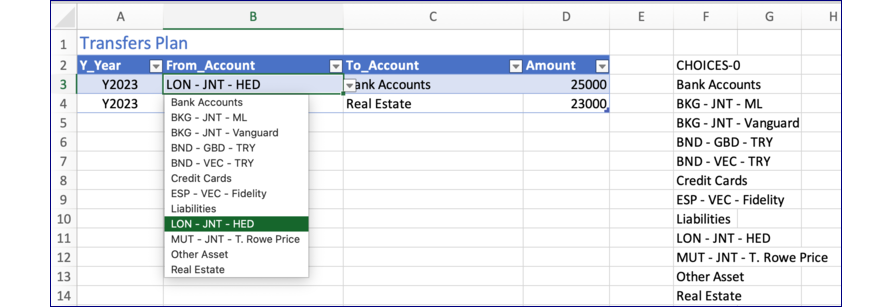 A B C D E F G H
1 Transfers Plan
2 Y_Year From_Account To_Account Amount CHOICES-0
3 Y2023 LON - JNT - HED ank Accounts 25000 Bank Accounts
4 Y2023 Real Estate 23000 BKG - JNT - ML
5 BKG - JNT - Vanguard
6 BND - GBD - TRY
7 BND - VEC - TRY
8 Credit Cards
9 ESP - VEC - Fidelity
10 Liabilities
11 LON - JNT - HED
12 MUT - JNT - T. Rowe Price
13 Other Asset
14 Real Estate
Bank Accounts
BKG - JNT - ML
BKG - JNT - Vanguard
BND - GBD - TRY
BND - VEC - TRY
Credit Cards
ESP - VEC - Fidelity
Liabilities
LON - JNT - HED
MUT - JNT - T. Rowe Price
Other Asset
Real Estate